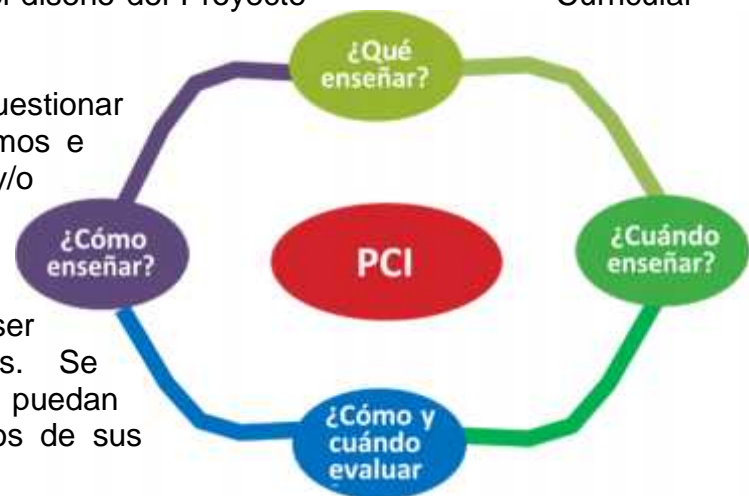 diseño del Proyecto Curricular
uestionar
mos e
y/o
ser
s. Se
puedan
os de sus
¿Qué
enseñar?
¿Cómo
enseñar?
PCI
¿Cuándo
enseñar?
¿Cómo y
cuándo
evaluar